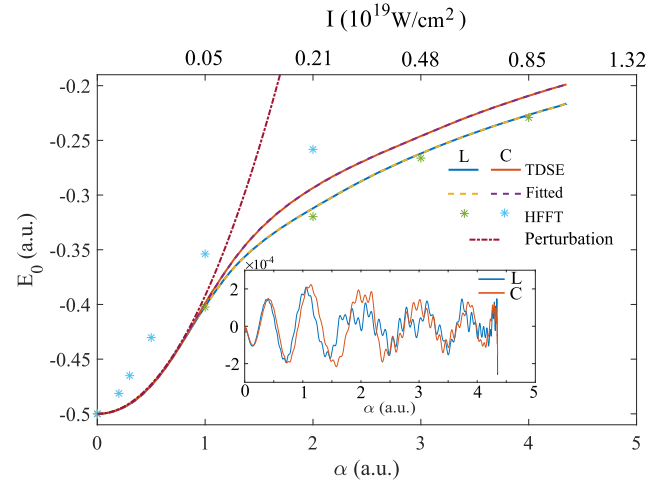 I (10^19 W/cm^2)
0.05 0.21 0.48 0.85 1.32
-0.2
-0.25
-0.3
-0.35
-0.4
-0.45
-0.5
E_0 (a.u.)
L C
TDSE
Fitted
HFFT
Perturbation
×10^-4
2
0
-2
L
C
0 1 2 3 4 5
α (a.u.)
0 1 2 3 4 5
α (a.u.)